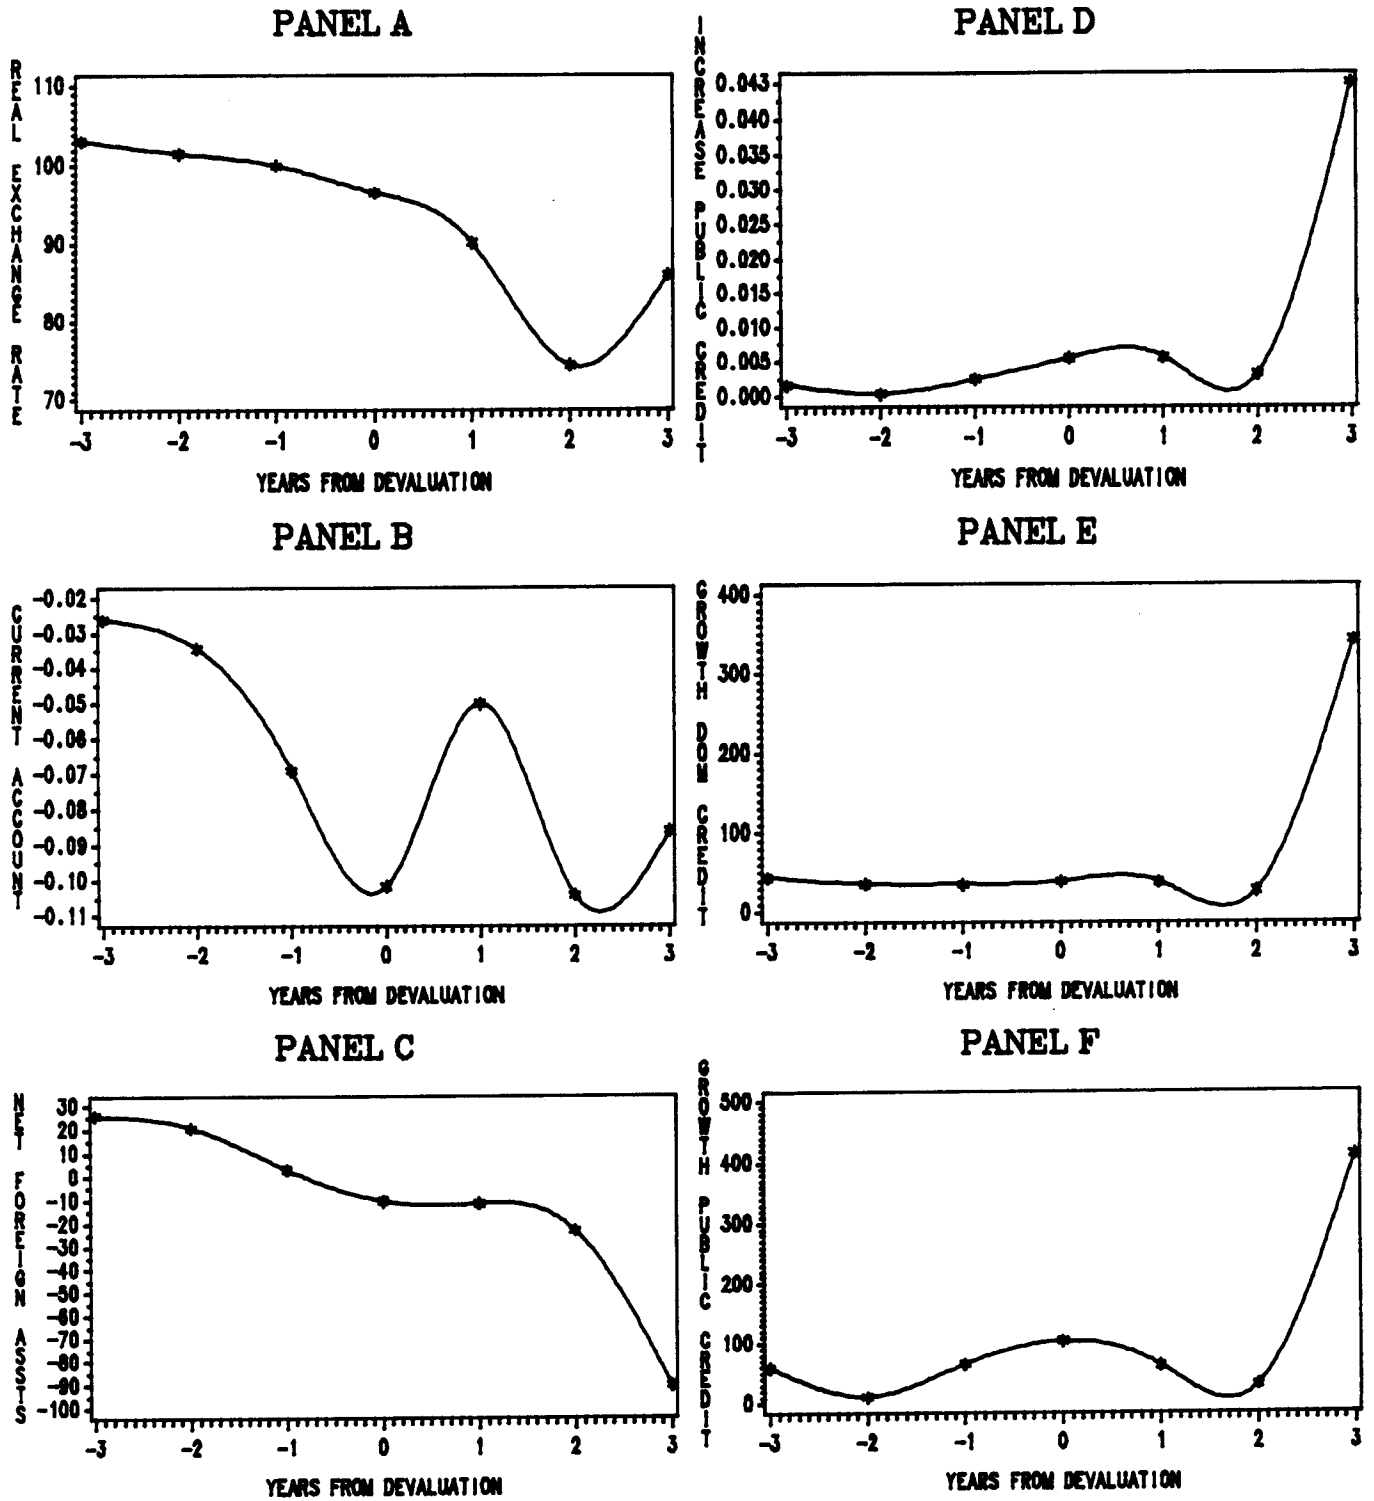 PANEL A
REAL EXCHANGE RATE
110
100
90
80
70
-3 -2 -1 0 1 2 3
YEARS FROM DEVALUATION
PANEL B
CURRENT ACCOUNT
-0.02
-0.03
-0.04
-0.05
-0.06
-0.07
-0.08
-0.09
-0.10
-0.11
-3 -2 -1 0 1 2 3
YEARS FROM DEVALUATION
PANEL C
NET FOREIGN ASSTS
30
20
10
0
-10
-20
-30
-40
-50
-60
-70
-80
-90
-100
-3 -2 -1 0 1 2 3
YEARS FROM DEVALUATION
PANEL D
INCREASE PUBLIC CREDIT
0.043
0.040
0.035
0.030
0.025
0.020
0.015
0.010
0.005
0.000
-3 -2 -1 0 1 2 3
YEARS FROM DEVALUATION
PANEL E
GROWTH DOM CREDIT
400
300
200
100
0
-3 -2 -1 0 1 2 3
YEARS FROM DEVALUATION
PANEL F
GROWTH PUBLIC CREDIT
500
400
300
200
100
0
-3 -2 -1 0 1 2 3
YEARS FROM DEVALUATION